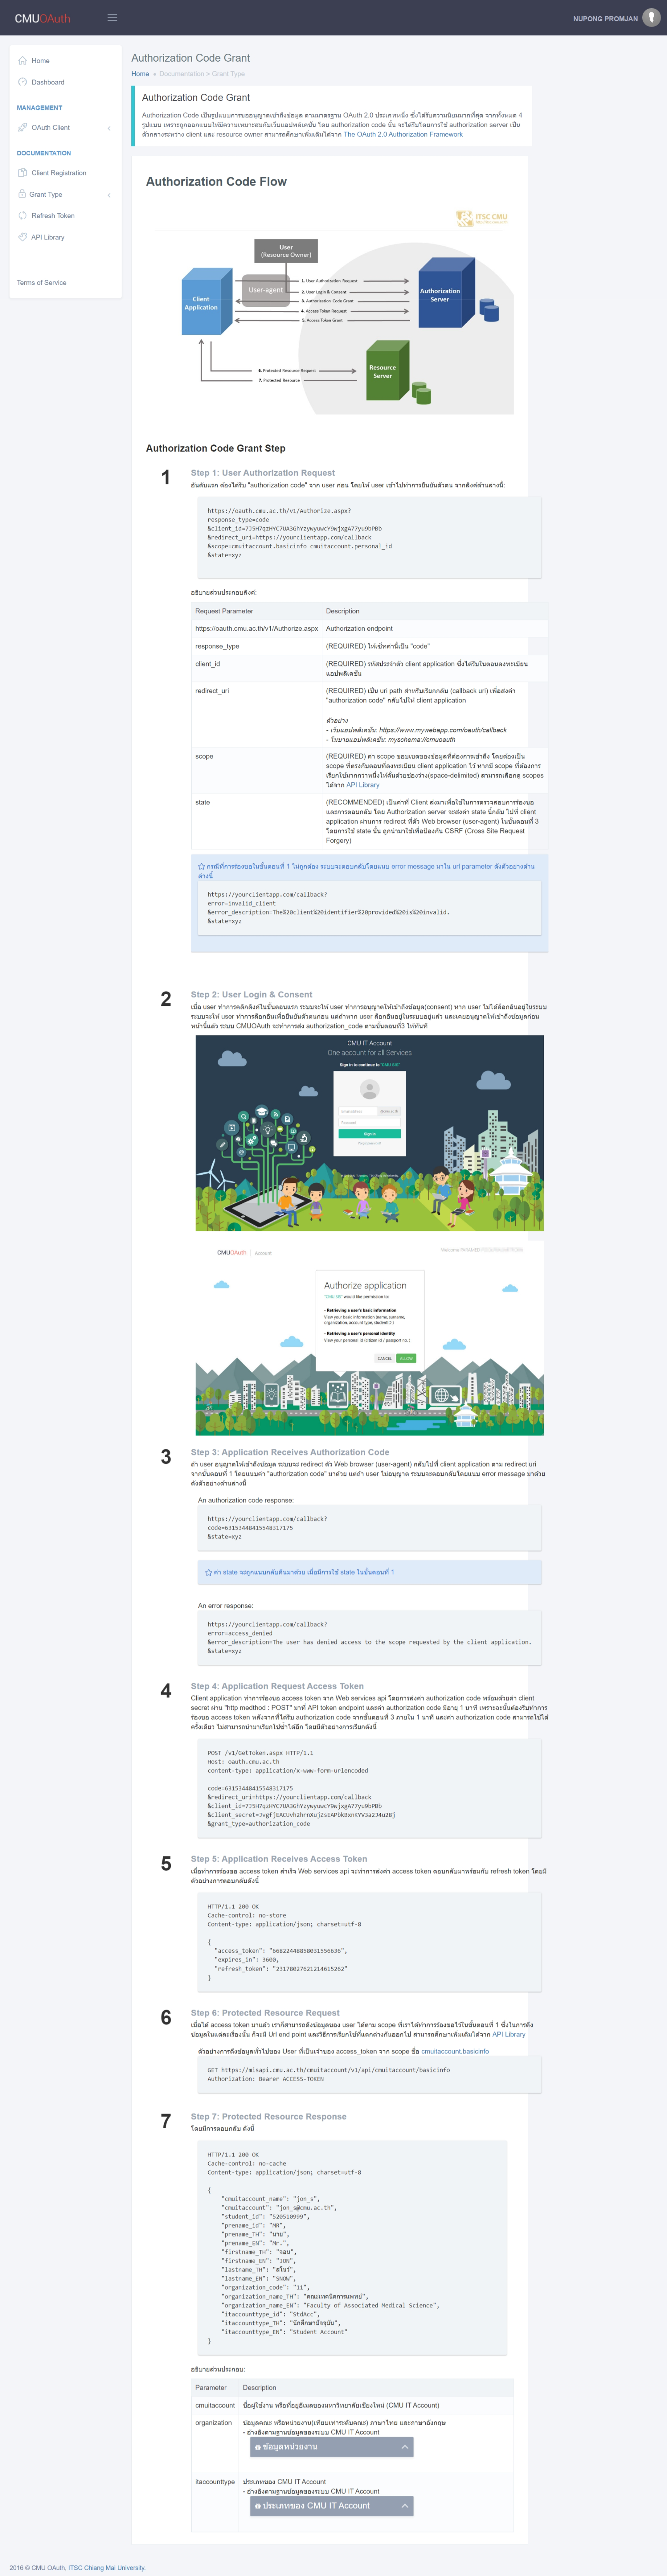 CMUOAuth
NUPONG PROMJAN
Home
Dashboard
MANAGEMENT
OAuth Client
DOCUMENTATION
Client Registration
Grant Type
Refresh Token
API Library
Terms of Service
Authorization Code Grant
Home » Documentation > Grant Type
Authorization Code Grant
Authorization Code เป็นรูปแบบการขออนุญาตเข้าถึงข้อมูล ตามมาตรฐาน OAuth 2.0 ประเภทหนึ่ง ซึ่งได้รับความนิยมมากที่สุด จากทั้งหมด 4
รูปแบบ เพราะถูกออกแบบให้มีความเหมาะสมกับเว็บแอปพลิเคชัน โดย authorization code นั้น จะได้รับโดยการใช้ authorization server เป็น
ตัวกลางระหว่าง client และ resource owner สามารถศึกษาเพิ่มเติมได้จาก The OAuth 2.0 Authorization Framework
Authorization Code Flow
ITSC CMU
User
(Resource Owner)
User-agent
Client
Application
1. User Authorization Request
2. User Login & Consent
3. Authorization Code Grant
4. Access Token Request
5. Access Token Grant
Authorization
Server
6. Protected Resource Request
7. Protected Resource
Resource
Server
Authorization Code Grant Step
1
Step 1: User Authorization Request
อันดับแรก ต้องได้รับ "authorization code" จาก user ก่อน โดยให้ user เข้าไปทำการยืนยันตัวตน จากลิงค์ด้านล่างนี้:
https://oauth.cmu.ac.th/v1/Authorize.aspx?
response_type=code
&client_id=7JSH7qzHYC7UA3GhYzywyuwcY9wjxgA77yu9bPBb
&redirect_uri=https://yourclientapp.com/callback
&scope=cmuitaccount.basicinfo cmuitaccount.personal_id
&state=xyz
อธิบายส่วนประกอบลิงค์:
Request Parameter Description
https://oauth.cmu.ac.th/v1/Authorize.aspx Authorization endpoint
response_type (REQUIRED) ให้เซ็ทค่านี้เป็น "code"
client_id (REQUIRED) รหัสประจำตัว client application ซึ่งได้รับในตอนลงทะเบียน
แอปพลิเคชัน
redirect_uri (REQUIRED) เป็น uri path สำหรับเรียกกลับ (callback uri) เพื่อส่งค่า
"authorization code" กลับไปให้ client application
ตัวอย่าง
- เว็บแอปพลิเคชัน: https://www.mywebapp.com/oauth/callback
- โมบายแอปพลิเคชัน: myschema://cmuoauth
scope (REQUIRED) ค่า scope ขอบเขตของข้อมูลที่ต้องการเข้าถึง โดยต้องเป็น
scope ที่ตรงกับตอนที่ลงทะเบียน client application ไว้ หากมี scope ที่ต้องการ
เรียกใช้มากกว่าหนึ่งให้คั่นด้วยช่องว่าง(space-delimited) สามารถเลือกดู scopes
ได้จาก API Library
state (RECOMMENDED) เป็นค่าที่ Client ส่งมาเพื่อใช้ในการตรวจสอบการร้องขอ
และการตอบกลับ โดย Authorization server จะส่งค่า state นี้กลับ ไปที่ client
application ผ่านการ redirect ที่ตัว Web browser (user-agent) ในขั้นตอนที่ 3
โดยการใช้ state นั้น ถูกนำมาใช้เพื่อป้องกัน CSRF (Cross Site Request
Forgery)
กรณีที่การร้องขอในขั้นตอนที่ 1 ไม่ถูกต้อง ระบบจะตอบกลับโดยแนบ error message มาใน url parameter ดังตัวอย่างด้าน
ล่างนี้
https://yourclientapp.com/callback?
error=invalid_client
&error_description=The%20client%20identifier%20provided%20is%20invalid.
&state=xyz
2
Step 2: User Login & Consent
เมื่อ user ทำการคลิกลิงค์ในขั้นตอนแรก ระบบจะให้ user ทำการอนุญาตให้เข้าถึงข้อมูล(consent) หาก user ไม่ได้ล็อกอินอยู่ในระบบ
ระบบจะให้ user ทำการล็อกอินเพื่อยืนยันตัวตนก่อน แต่ถ้าหาก user ล็อกอินอยู่ในระบบอยู่แล้ว และเคยอนุญาตให้เข้าถึงข้อมูลก่อน
หน้านี้แล้ว ระบบ CMUOAuth จะทำการส่ง authorization_code ตามขั้นตอนที่3 ให้ทันที
CMU IT Account
One account for all Services
Sign in to continue to "CMU SIS"
Sign in
CMUOAuth | Account
Authorize application
"CMU SIS" would like permission to:
- Retrieving a user's basic information
View your basic information (name, surname,
organization, account type, studentID )
- Retrieving a user's personal identity
View your personal id (citizen id / passport no. )
CANCEL ALLOW
3
Step 3: Application Receives Authorization Code
ถ้า user อนุญาตให้เข้าถึงข้อมูล ระบบจะ redirect ตัว Web browser (user-agent) กลับไปที่ client application ตาม redirect uri
จากขั้นตอนที่ 1 โดยแนบค่า "authorization code" มาด้วย แต่ถ้า user ไม่อนุญาต ระบบจะตอบกลับโดยแนบ error message มาด้วย
ดังตัวอย่างด้านล่างนี้
An authorization code response:
https://yourclientapp.com/callback?
code=63153448415548317175
&state=xyz
ค่า state จะถูกแนบกลับคืนมาด้วย เมื่อมีการใช้ state ในขั้นตอนที่ 1
An error response:
https://yourclientapp.com/callback?
error=access_denied
&error_description=The user has denied access to the scope requested by the client application.
&state=xyz
4
Step 4: Application Request Access Token
Client application ทำการร้องขอ access token จาก Web services api โดยการส่งค่า authorization code พร้อมด้วยค่า client
secret ผ่าน "http medthod : POST" มาที่ API token endpoint และค่า authorization code มีอายุ 1 นาที เพราะฉะนั้นต้องรีบทำการ
ร้องขอ access token หลังจากที่ได้รับ authorization code จากขั้นตอนที่ 3 ภายใน 1 นาที และค่า authorization code สามารถใช้ได้
ครั้งเดียว ไม่สามารถนำมาเรียกใช้ซ้ำได้อีก โดยมีตัวอย่างการเรียกดังนี้
POST /v1/GetToken.aspx HTTP/1.1
Host: oauth.cmu.ac.th
content-type: application/x-www-form-urlencoded
code=63153448415548317175
&redirect_uri=https://yourclientapp.com/callback
&client_id=7JSH7qzHYC7UA3GhYzywyuwcY9wjxgA77yu9bPBb
&client_secret=3vgfjEACUvh2hrnXuj2sEAPbkBxnKYVJa2J4u28j
&grant_type=authorization_code
5
Step 5: Application Receives Access Token
เมื่อทำการร้องขอ access token สำเร็จ Web services api จะทำการส่งค่า access token ตอบกลับมาพร้อมกับ refresh token โดยมี
ตัวอย่างการตอบกลับดังนี้
HTTP/1.1 200 OK
Cache-control: no-store
Content-type: application/json; charset=utf-8
{
"access_token": "66822448858031556636",
"expires_in": 3600,
"refresh_token": "23178027621214615262"
}
6
Step 6: Protected Resource Request
เมื่อได้ access token มาแล้ว เราก็สามารถดึงข้อมูลของ user ได้ตาม scope ที่เราได้ทำการร้องขอไว้ในขั้นตอนที่ 1 ซึ่งในการดึง
ข้อมูลในแต่ละเรื่องนั้น ก็จะมี Url end point และวิธีการเรียกใช้ที่แตกต่างกันออกไป สามารถศึกษาเพิ่มเติมได้จาก API Library
ตัวอย่างการดึงข้อมูลทั่วไปของ User ที่เป็นเจ้าของ access_token จาก scope ชื่อ cmuitaccount.basicinfo
GET https://misapi.cmu.ac.th/cmuitaccount/v1/api/cmuitaccount/basicinfo
Authorization: Bearer ACCESS-TOKEN
7
Step 7: Protected Resource Response
โดยมีการตอบกลับ ดังนี้
HTTP/1.1 200 OK
Cache-control: no-cache
Content-type: application/json; charset=utf-8
{
"cmuitaccount_name": "jon_s",
"cmuitaccount": "jon_s@cmu.ac.th",
"student_id": "520510999",
"prename_id": "MR",
"prename_TH": "นาย",
"prename_EN": "Mr.",
"firstname_TH": "จอน",
"firstname_EN": "JON",
"lastname_TH": "สโนว์",
"lastname_EN": "SNOW",
"organization_code": "11",
"organization_name_TH": "คณะเทคนิคการแพทย์",
"organization_name_EN": "Faculty of Associated Medical Science",
"itaccounttype_id": "StdAcc",
"itaccounttype_TH": "นักศึกษาปัจจุบัน",
"itaccounttype_EN": "Student Account"
}
อธิบายส่วนประกอบ:
Parameter Description
cmuitaccount ชื่อผู้ใช้งาน หรือที่อยู่อีเมลของมหาวิทยาลัยเชียงใหม่ (CMU IT Account)
organization ข้อมูลคณะ หรือหน่วยงาน(เทียบเท่าระดับคณะ) ภาษาไทย และภาษาอังกฤษ
- อ้างอิงตามฐานข้อมูลของระบบ CMU IT Account
ข้อมูลหน่วยงาน
itaccounttype ประเภทของ CMU IT Account
- อ้างอิงตามฐานข้อมูลของระบบ CMU IT Account
ประเภทของ CMU IT Account
2016 © CMU OAuth, ITSC Chiang Mai University.